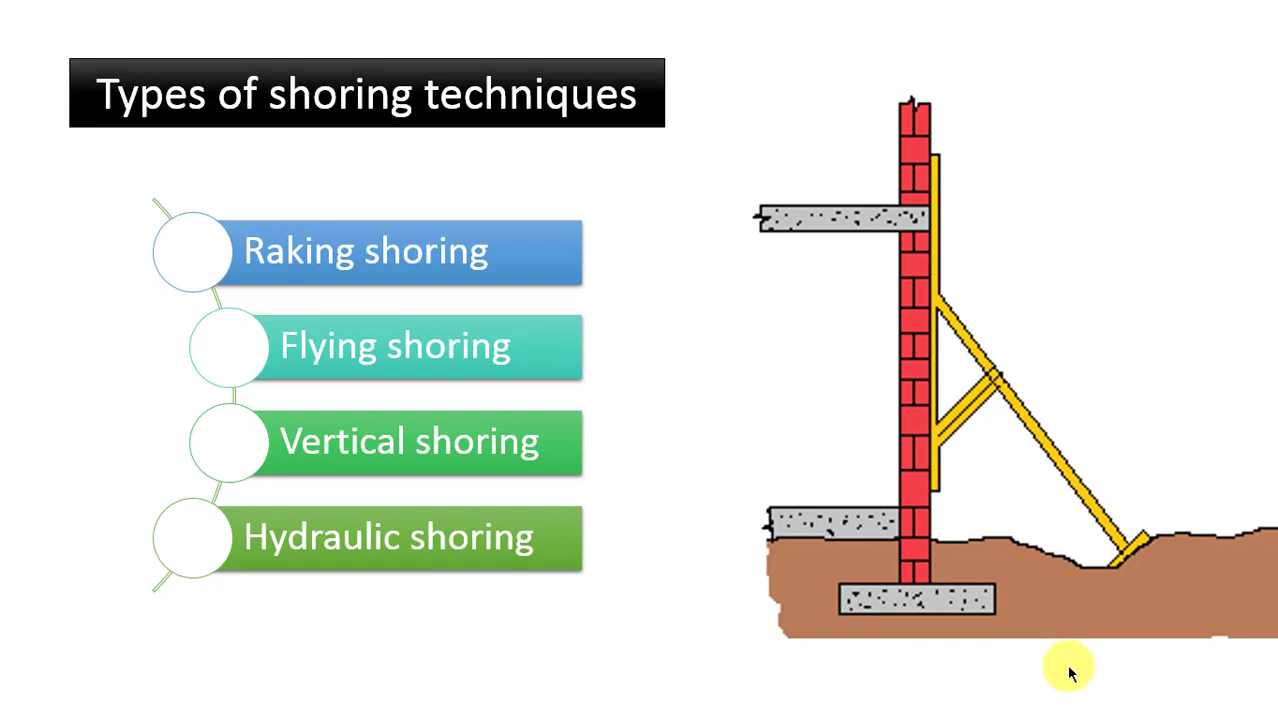 Types of shoring techniques
Raking shoring
Flying shoring
Vertical shoring
Hydraulic shoring